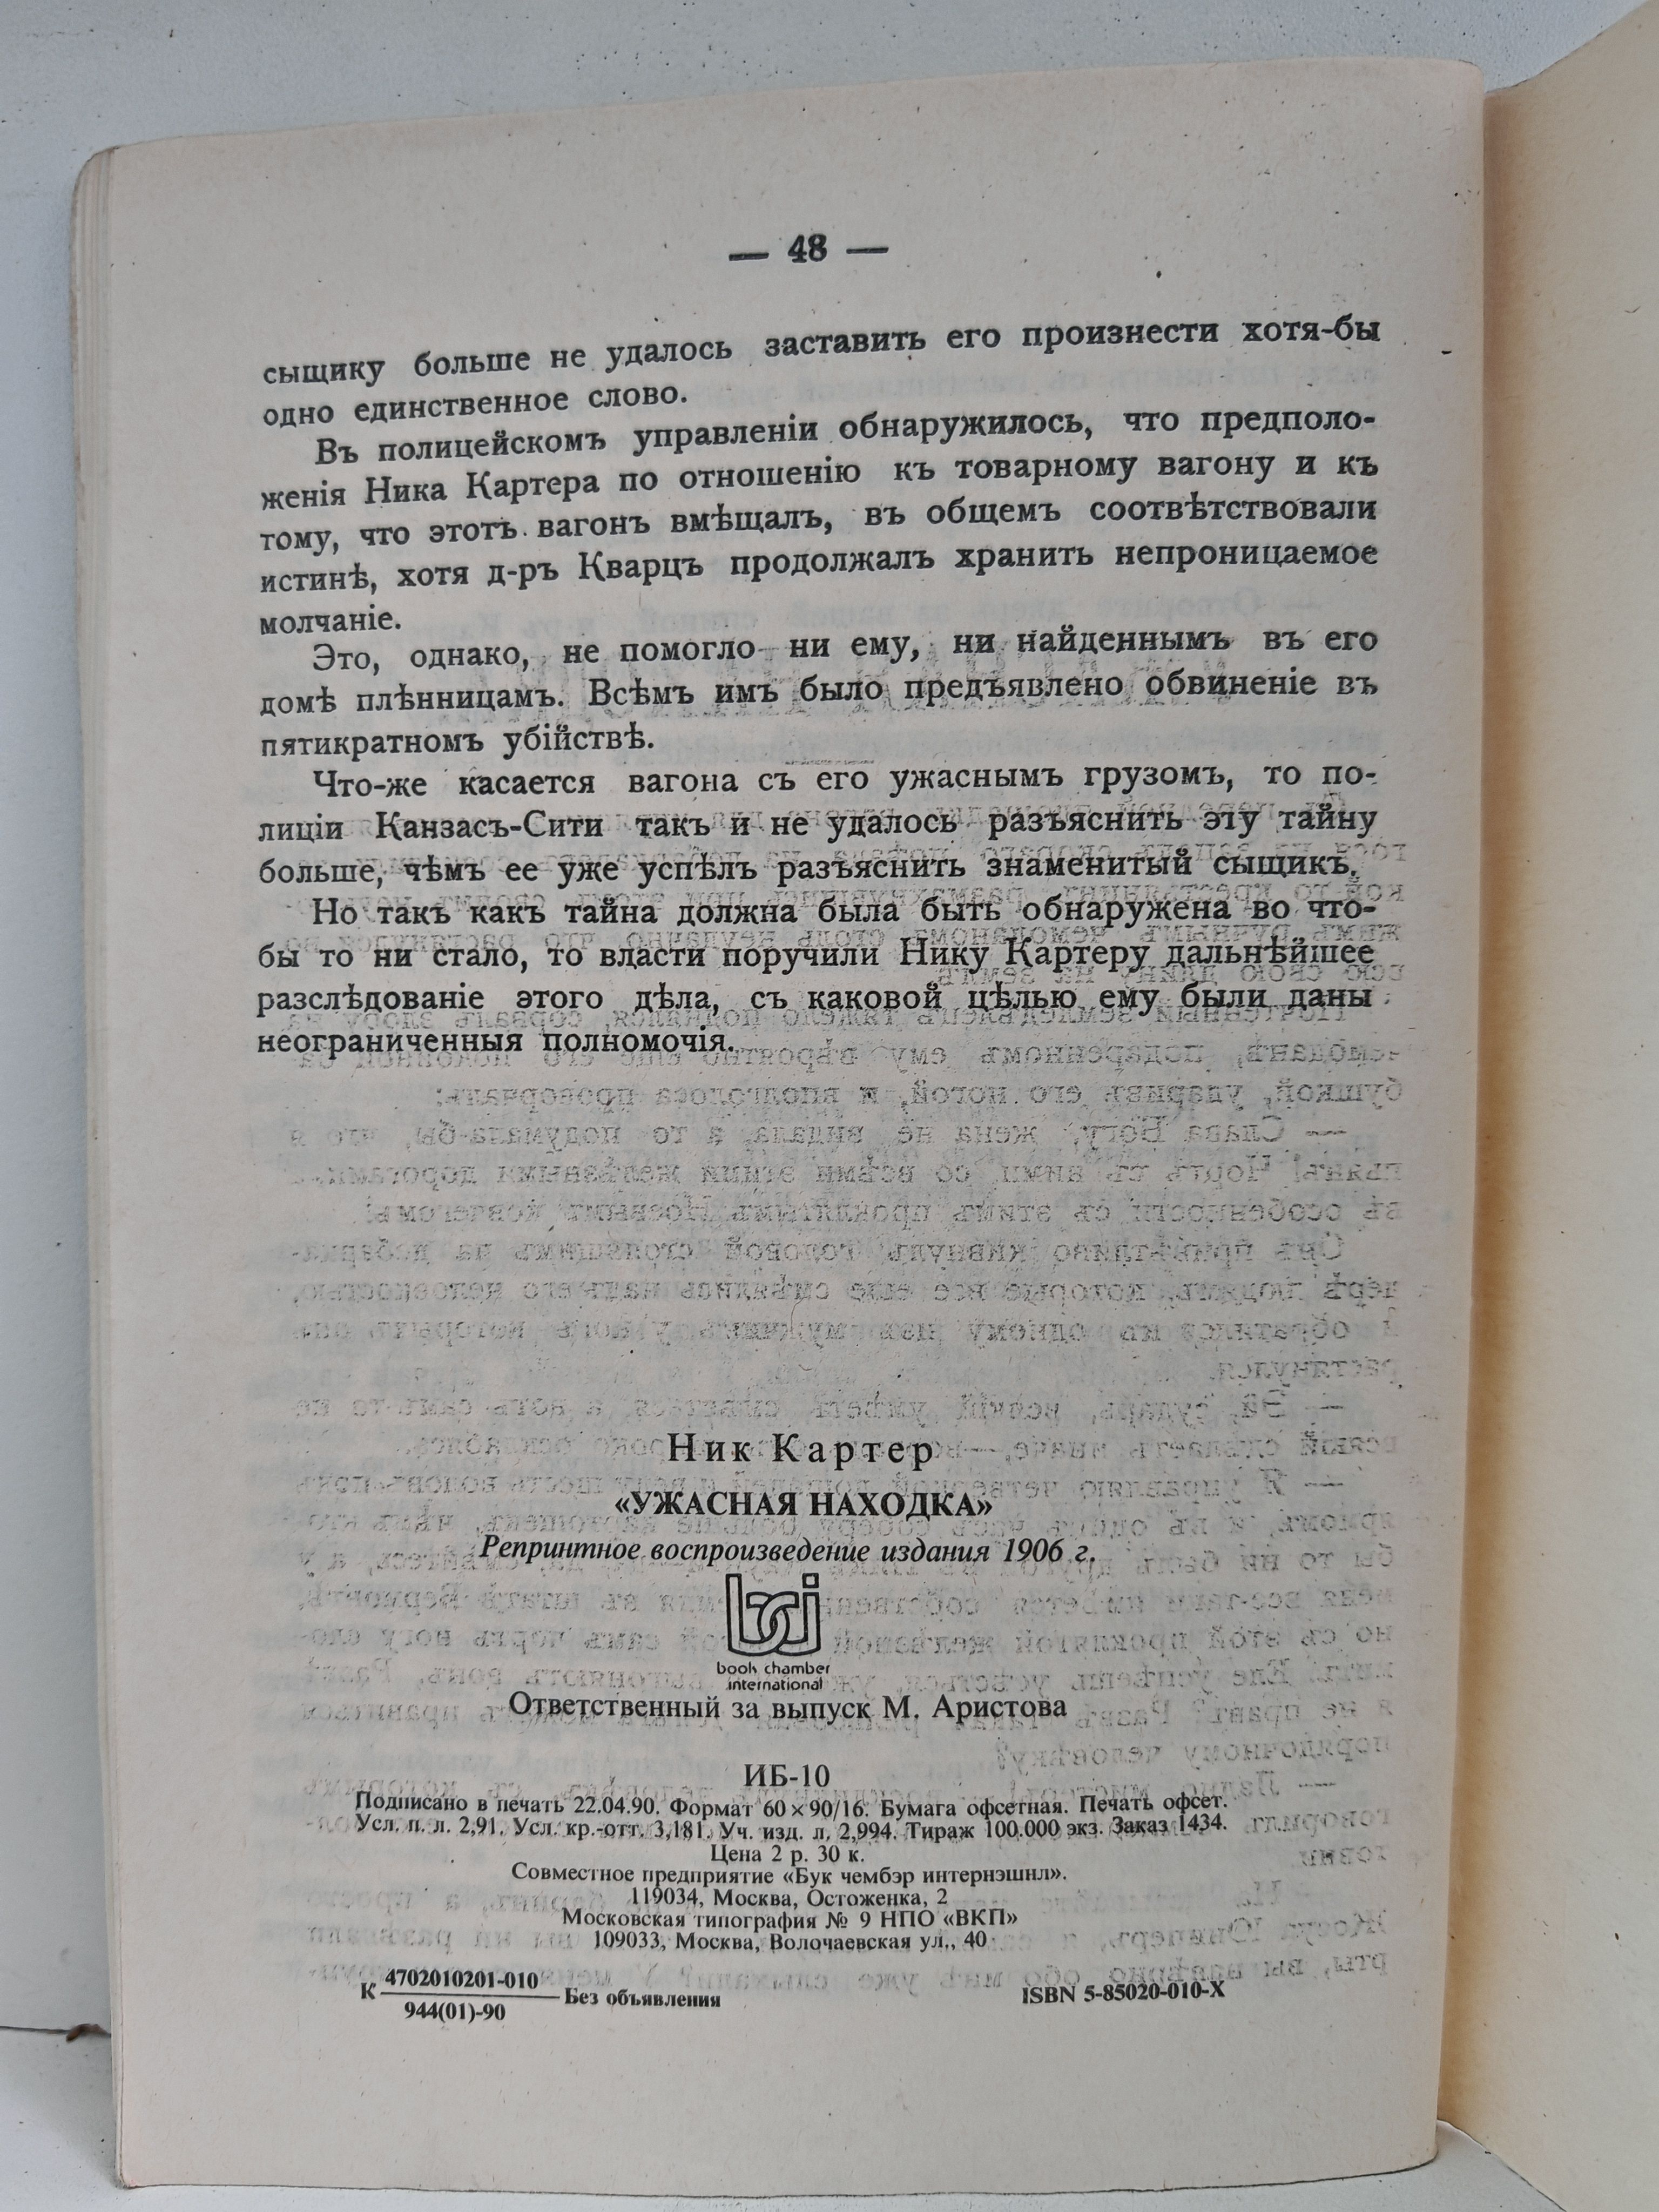 — 48 —
сыщику больше не удалось заставить его произнести хотя-бы
одно единственное слово.
Въ полицейскомъ управленіи обнаружилось, что предполо-
женія Ника Картера по отношенію къ товарному вагону и къ
тому, что этотъ вагонъ вмѣщалъ, въ общемъ соотвѣтствовали
истинѣ, хотя д-ръ Кварцъ продолжалъ хранить непроницаемое
молчаніе.
Это, однако, не помогло ни ему, ни найденнымъ въ его
домѣ плѣнницамъ. Всѣмъ имъ было предъявлено обвиненіе въ
пятикратномъ убійствѣ.
Что-же касается вагона съ его ужаснымъ грузомъ, то по-
лиціи Канзасъ-Сити такъ и не удалось разъяснить эту тайну
больше, чѣмъ ее уже успѣлъ разъяснить знаменитый сыщикъ.
Но такъ какъ тайна должна была быть обнаружена во что-
бы то ни стало, то власти поручили Нику Картеру дальнѣйшее
разслѣдованіе этого дѣла, съ каковой цѣлью ему были даны
неограниченныя полномочія.
Ник Картер
«УЖАСНАЯ НАХОДКА»
Репринтное воспроизведение издания 1906 г.
bci
book chamber
international
Ответственный за выпуск М. Аристова
ИБ-10
Подписано в печать 22.04.90. Формат 60×90/16. Бумага офсетная. Печать офсет.
Усл. п. л. 2,91. Усл. кр.-отт. 3,181. Уч. изд. л. 2,994. Тираж 100.000 экз. Заказ 1434.
Цена 2 р. 30 к.
Совместное предприятие «Бук чембэр интернэшнл».
119034, Москва, Остоженка, 2
Московская типография № 9 НПО «ВКП»
109033, Москва, Волочаевская ул., 40
К 4702010201-010
944(01)-90 Без объявления
ISBN 5-85020-010-X